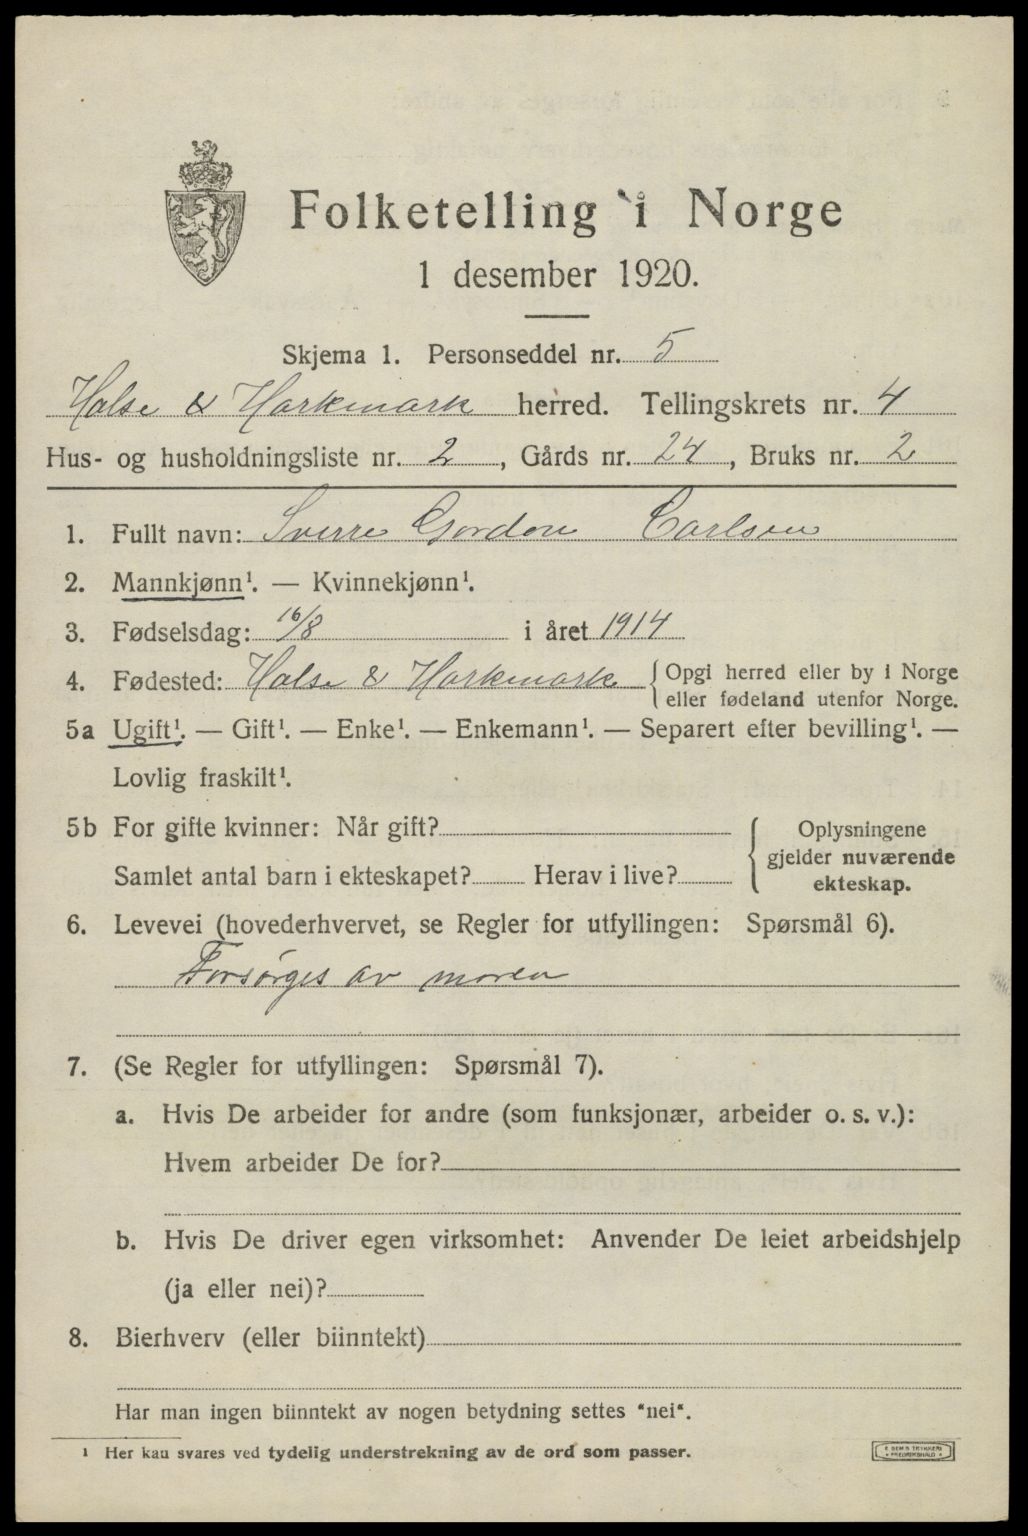 Folketelling i Norge
1 desember 1920.
Skjema 1. Personseddel nr. 5
Halse & Harkmark herred. Tellingskrets nr. 4
Hus- og husholdningsliste nr. 2, Gårds nr. 24, Bruks nr. 2
1. Fullt navn: Sverre Gordon Carlsen
2. Mannkjønn¹. — Kvinnekjønn¹.
3. Fødselsdag: 16/8 i året 1914
4. Fødested: Halse & Harkmark { Opgi herred eller by i Norge
eller fødeland utenfor Norge.
5a Ugift¹. — Gift¹. — Enke¹. — Enkemann¹. — Separert efter bevilling¹. —
Lovlig fraskilt¹.
5b For gifte kvinner: Når gift?
Samlet antal barn i ekteskapet? Herav i live?
Oplysningene
gjelder nuværende
ekteskap.
6. Levevei (hovederhvervet, se Regler for utfyllingen: Spørsmål 6).
Forsørges av moren
7. (Se Regler for utfyllingen: Spørsmål 7).
a. Hvis De arbeider for andre (som funksjonær, arbeider o. s. v.):
Hvem arbeider De for?
b. Hvis De driver egen virksomhet: Anvender De leiet arbeidshjelp
(ja eller nei)?
8. Bierhverv (eller biinntekt)
Har man ingen biinntekt av nogen betydning settes "nei".
¹ Her kan svares ved tydelig understrekning av de ord som passer.